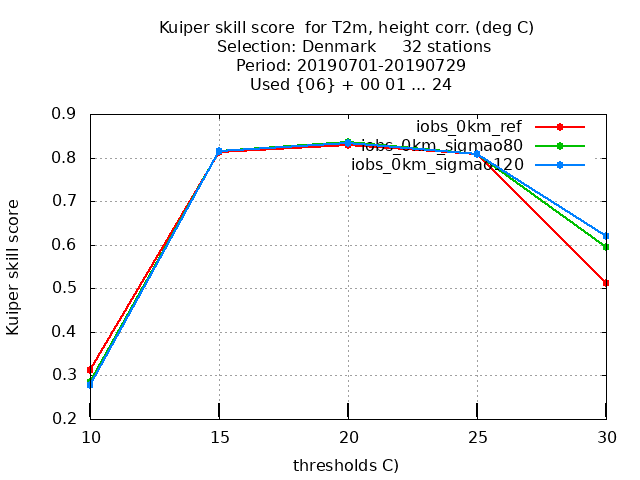 Kuiper skill score  for T2m, height corr. (deg C)
Selection: Denmark     32 stations
Period: 20190701-20190729
Used {06} + 00 01 ... 24
iobs_0km_ref
iobs_0km_sigmao80
iobs_0km_sigmao120
Kuiper skill score
0.9
0.8
0.7
0.6
0.5
0.4
0.3
0.2
10 15 20 25 30
thresholds C)